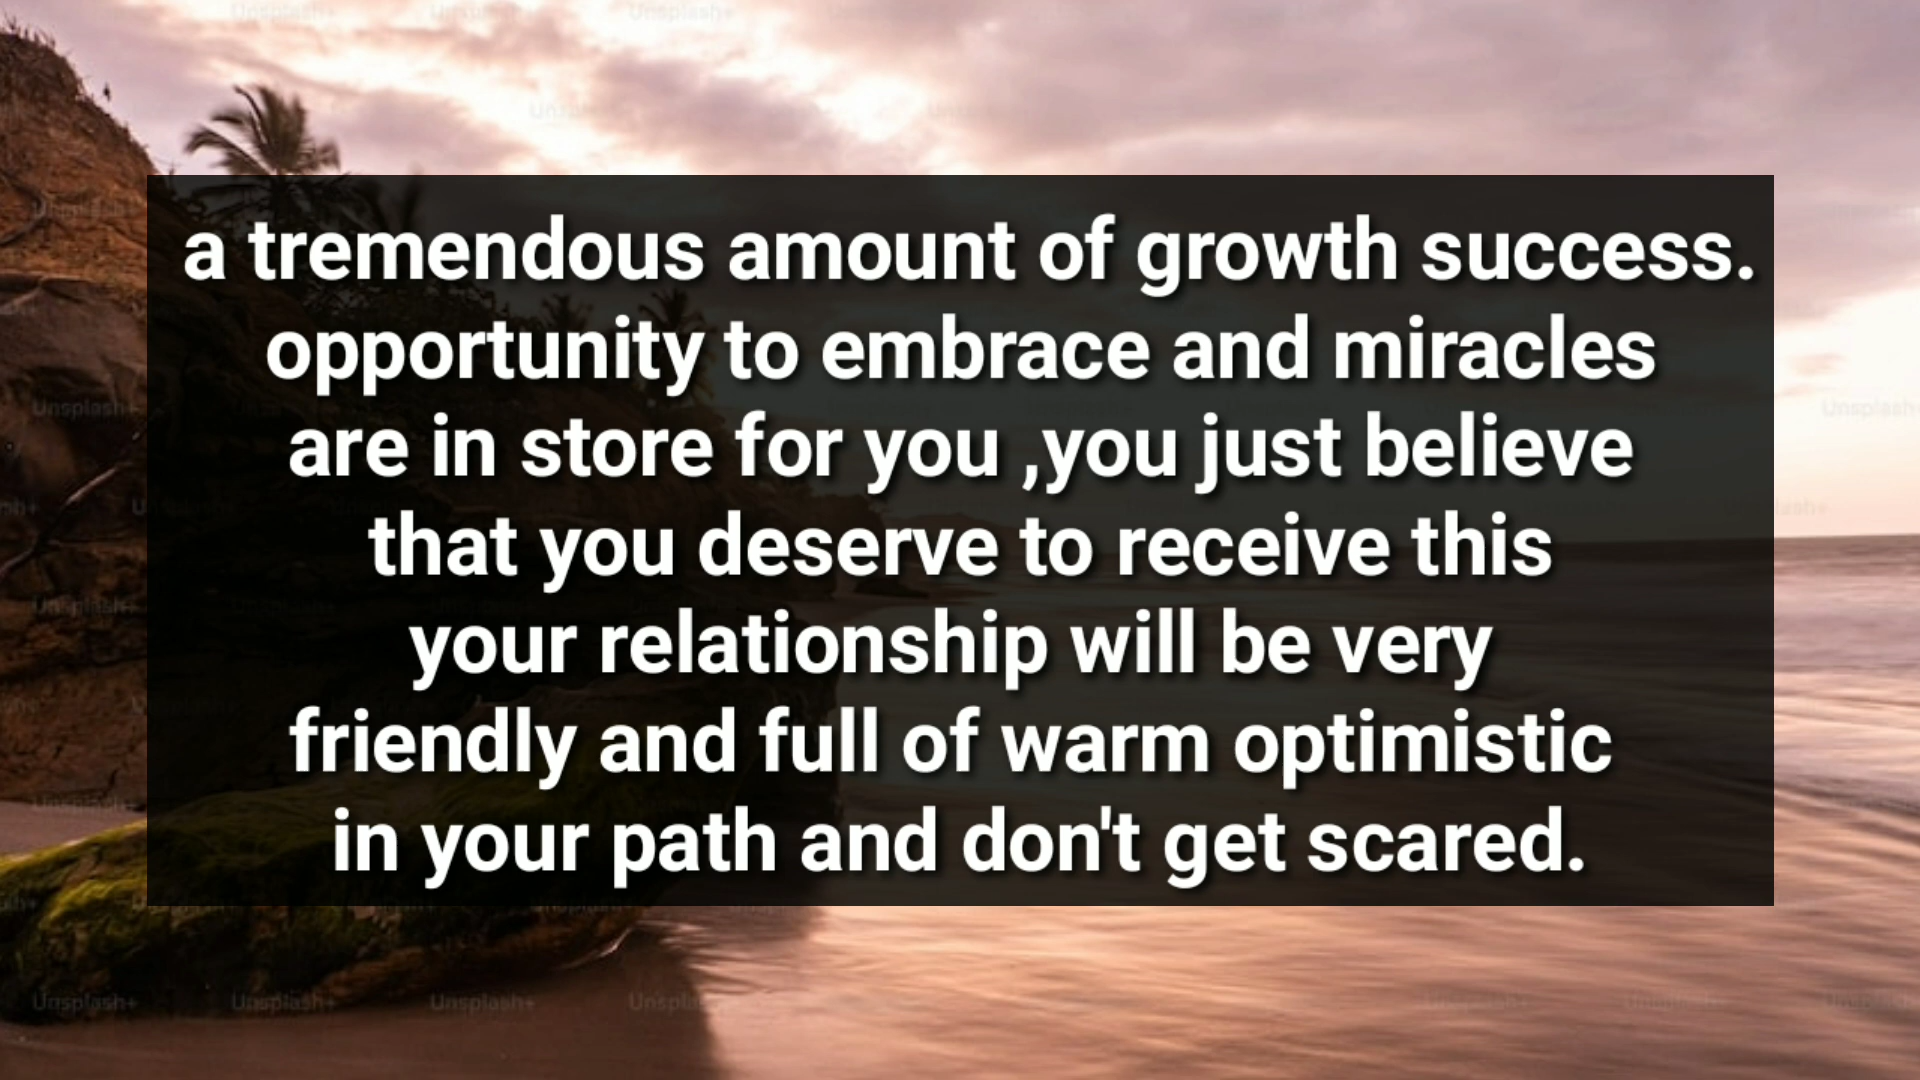 a tremendous amount of growth success.
opportunity to embrace and miracles
are in store for you ,you just believe
that you deserve to receive this
your relationship will be very
friendly and full of warm optimistic
in your path and don't get scared.
Unsplash+